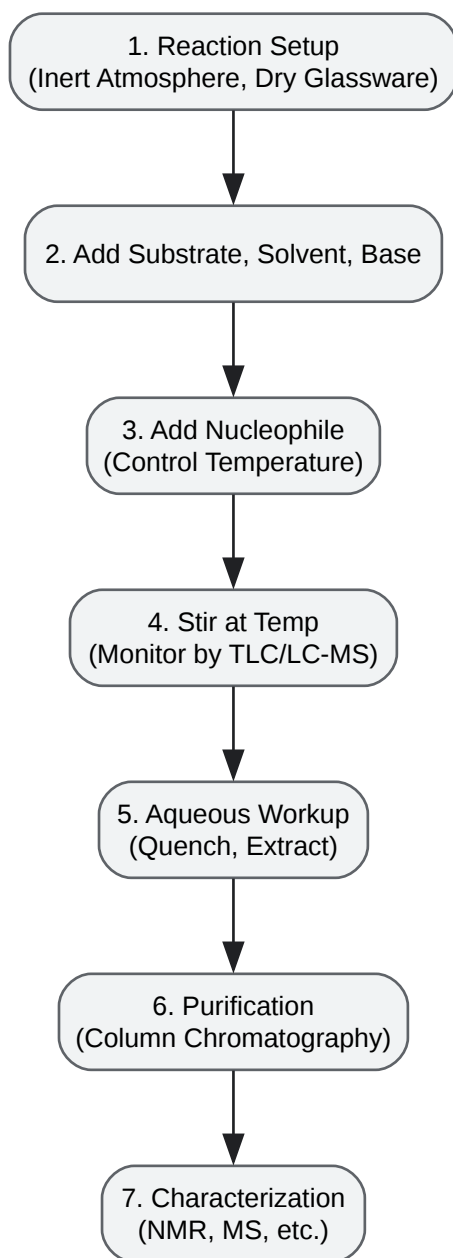 1. Reaction Setup
(Inert Atmosphere, Dry Glassware)
2. Add Substrate, Solvent, Base
3. Add Nucleophile
(Control Temperature)
4. Stir at Temp
(Monitor by TLC/LC-MS)
5. Aqueous Workup
(Quench, Extract)
6. Purification
(Column Chromatography)
7. Characterization
(NMR, MS, etc.)